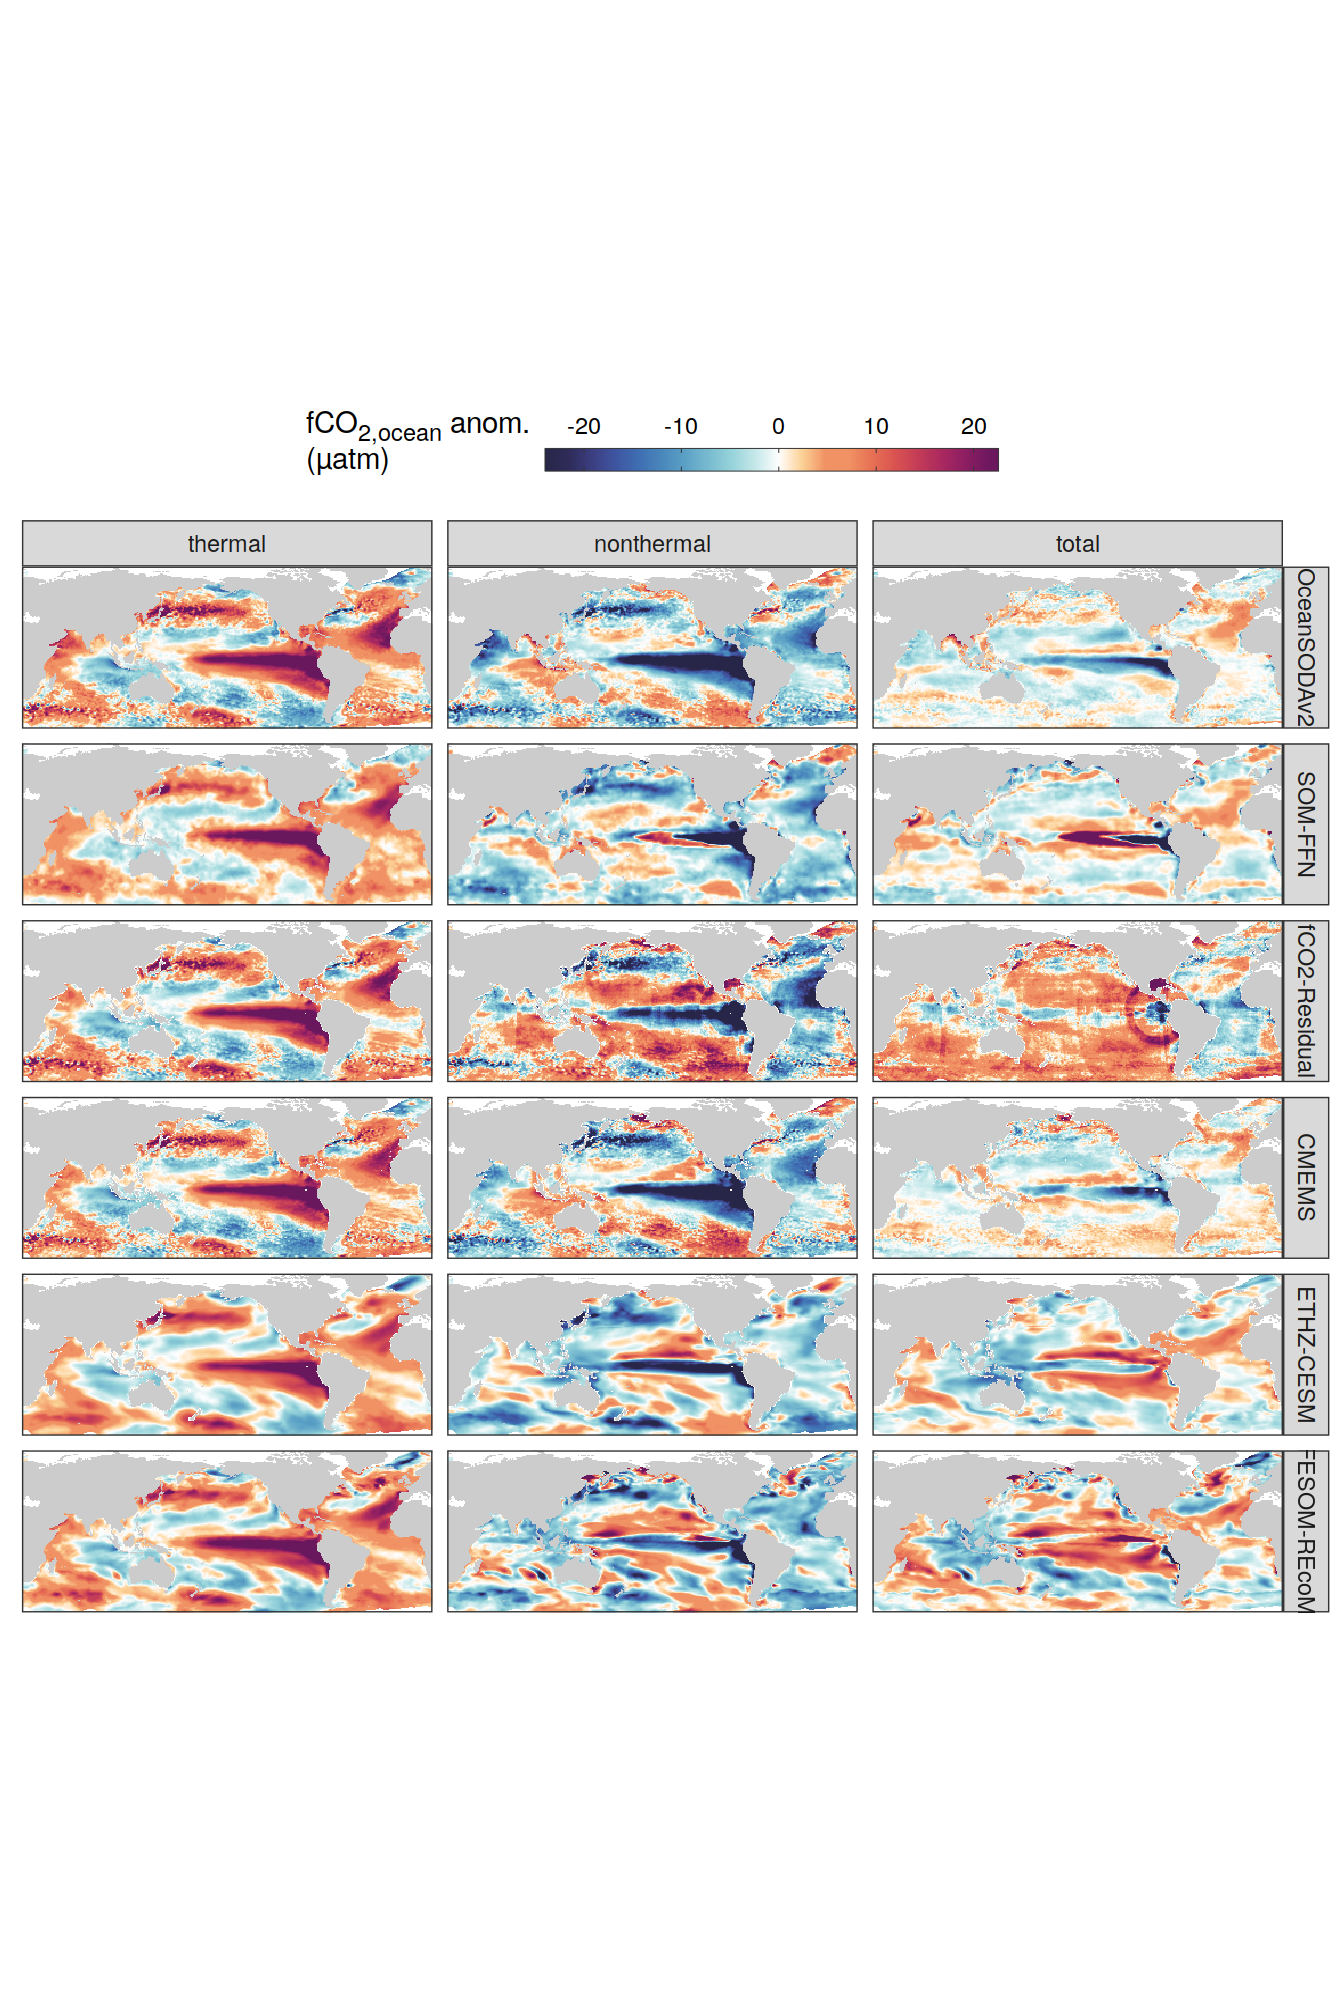 fCO2,ocean anom.
(µatm)
-20 -10 0 10 20
thermal nonthermal total
OceanSODAv2
SOM-FFN
fCO2-Residual
CMEMS
ETHZ-CESM
FESOM-REcoM